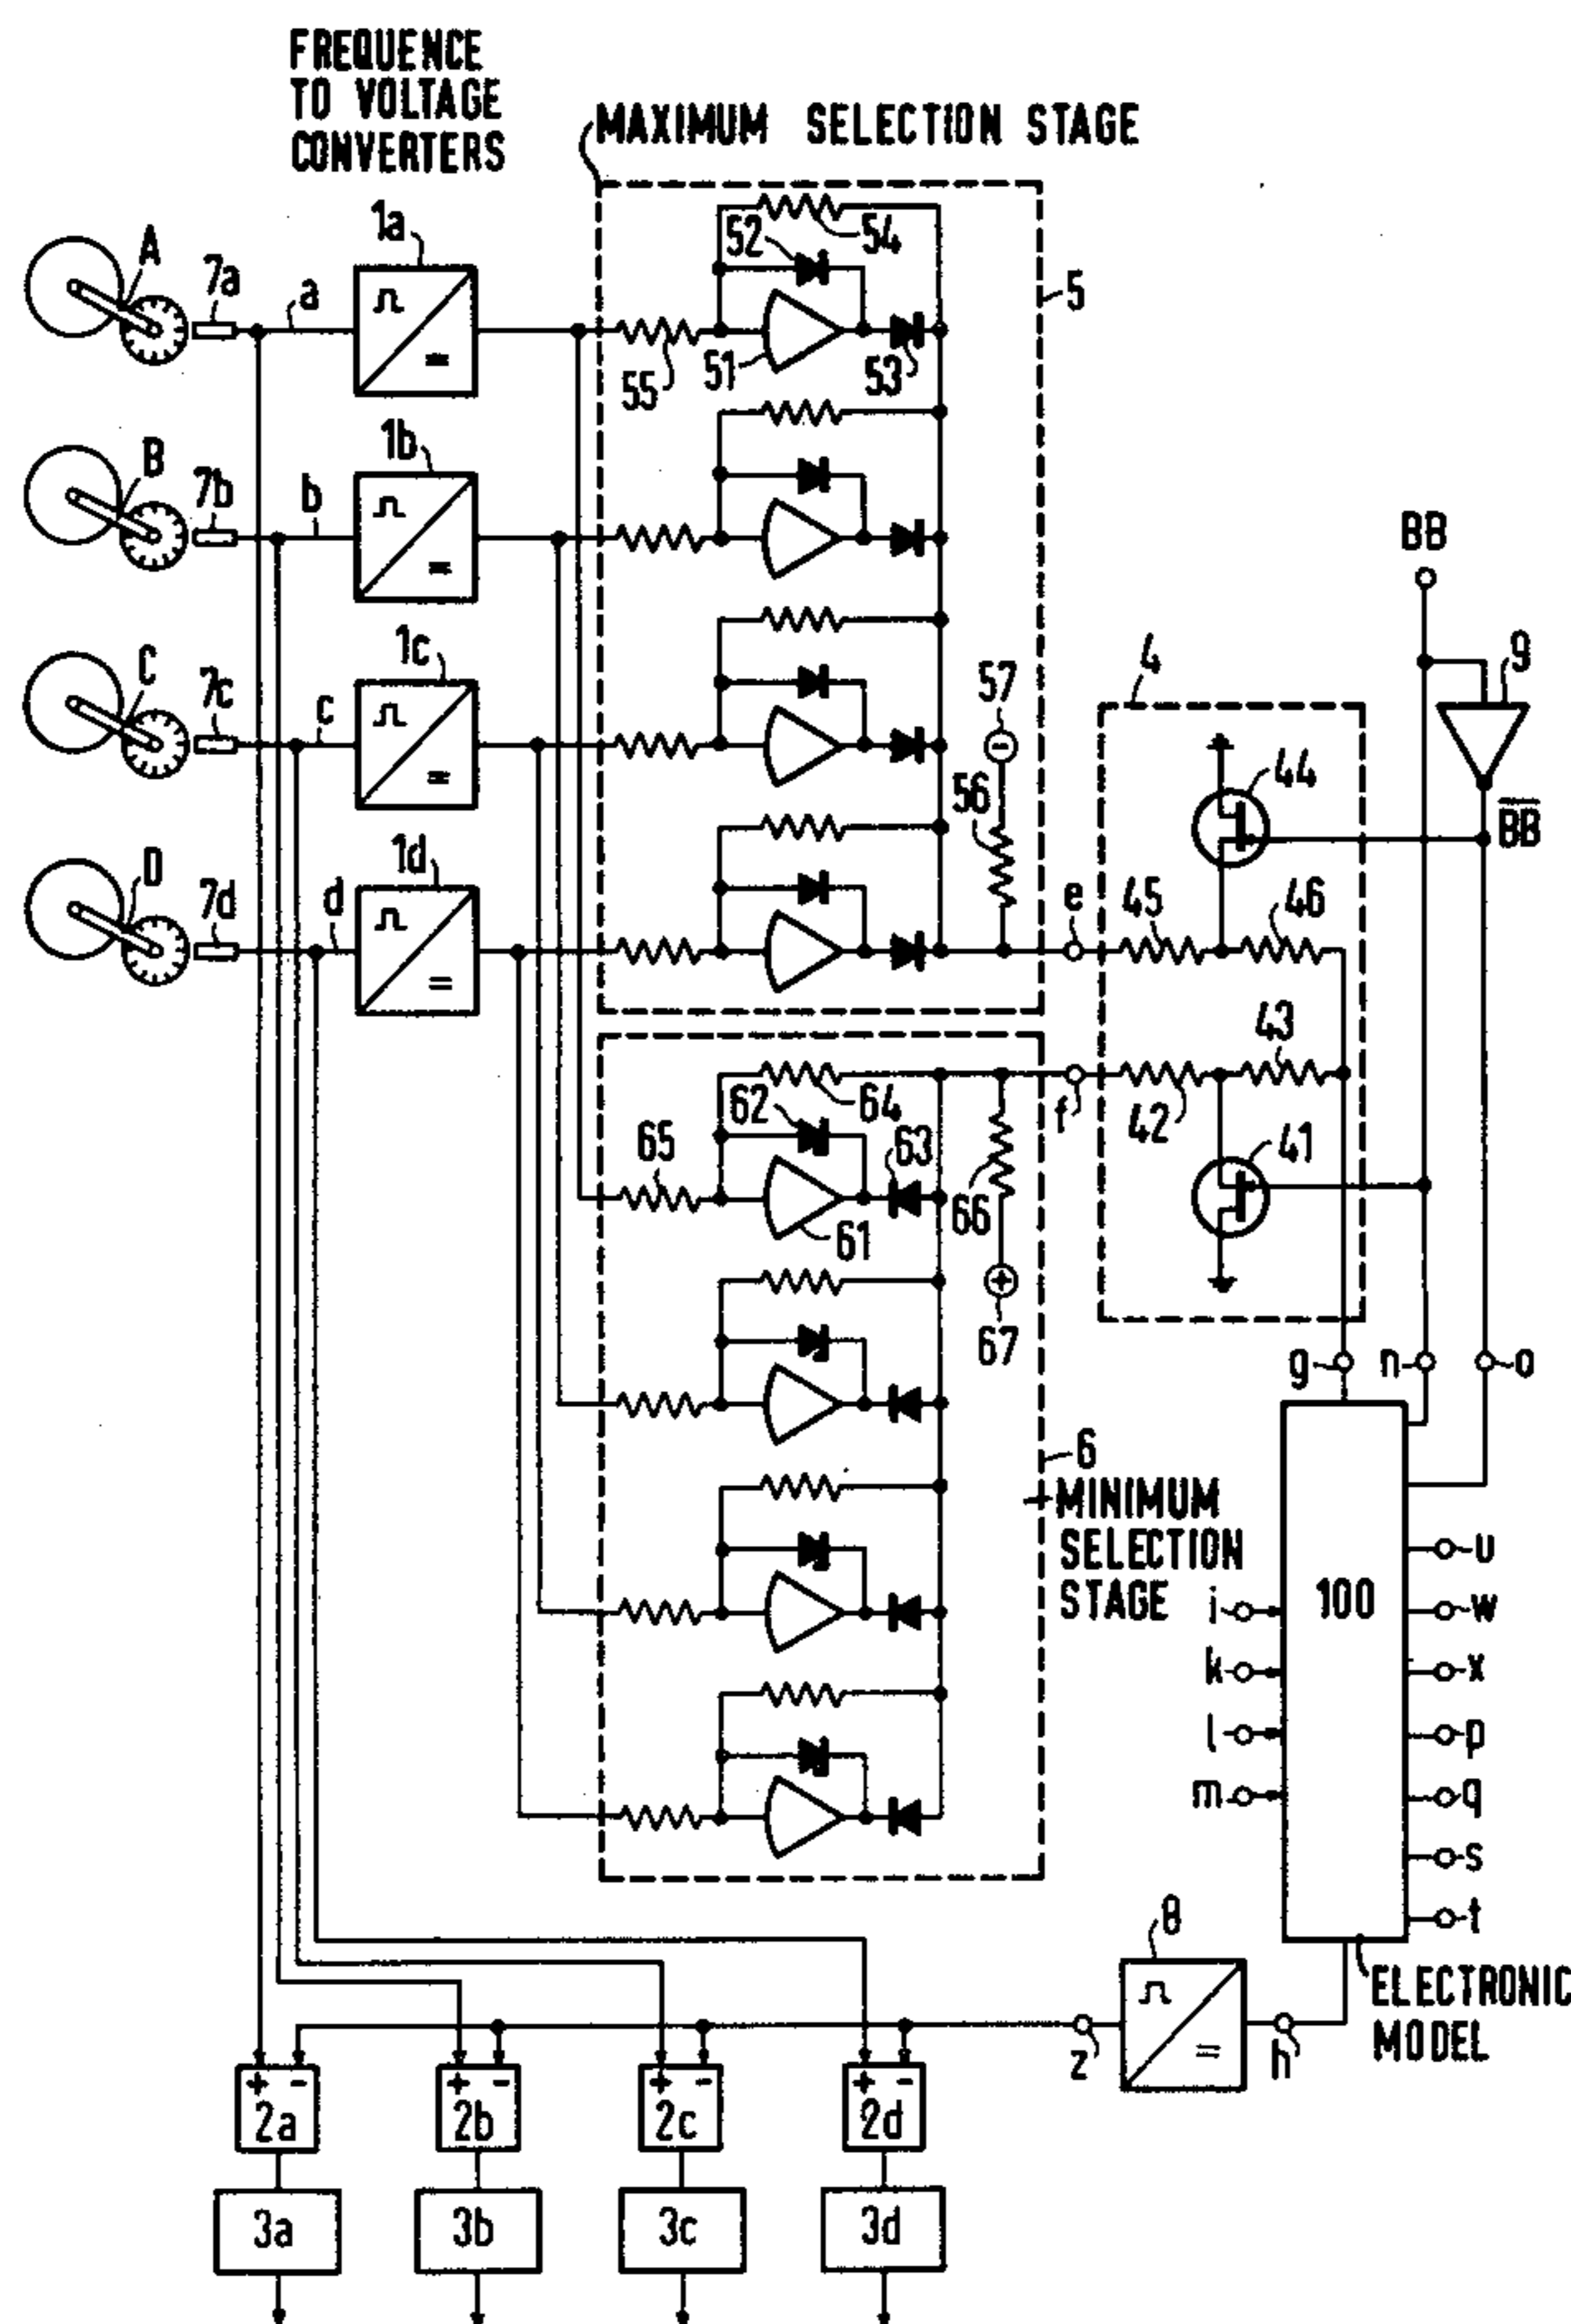 FREQUENCE
TO VOLTAGE
CONVERTERS
MAXIMUM SELECTION STAGE
A
7a
a
1a
52
54
5
55
51
53
B
7b
b
1b
BB
C
7c
c
1c
57
4
9
56
44
BB
D
7d
d
1d
e
45
46
43
62
64
f
42
65
63
41
66
61
67
g
n
o
6
MINIMUM
SELECTION
STAGE
100
u
i
w
k
x
l
p
m
q
s
t
8
ELECTRONIC
MODEL
z
h
+ -
2a
+ -
2b
+ -
2c
+ -
2d
3a
3b
3c
3d